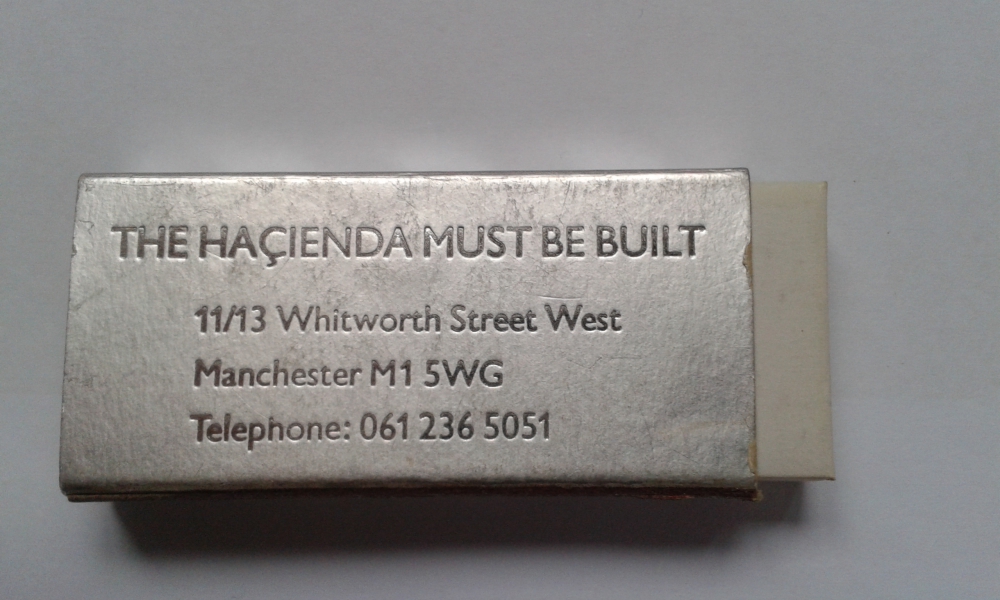 THE HAÇIENDA MUST BE BUILT
11/13 Whitworth Street West
Manchester M1 5WG
Telephone: 061 236 5051